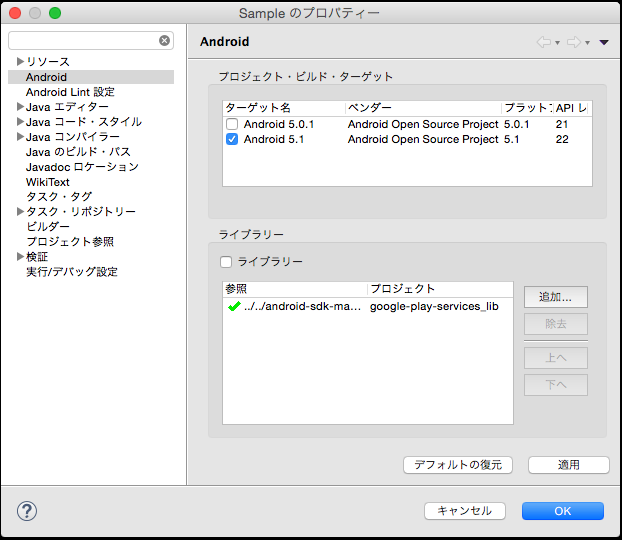 Sample のプロパティー
Android
リソース
Android
Android Lint 設定
Java エディター
Java コード・スタイル
Java コンパイラー
Java のビルド・パス
Javadoc ロケーション
WikiText
タスク・タグ
タスク・リポジトリー
ビルダー
プロジェクト参照
検証
実行/デバッグ設定
プロジェクト・ビルド・ターゲット
ターゲット名 ベンダー プラットフ API レ
Android 5.0.1 Android Open Source Project 5.0.1 21
Android 5.1 Android Open Source Project 5.1 22
ライブラリー
ライブラリー
参照 プロジェクト
../../android-sdk-ma... google-play-services_lib
追加...
除去
上へ
下へ
デフォルトの復元 適用
? キャンセル OK